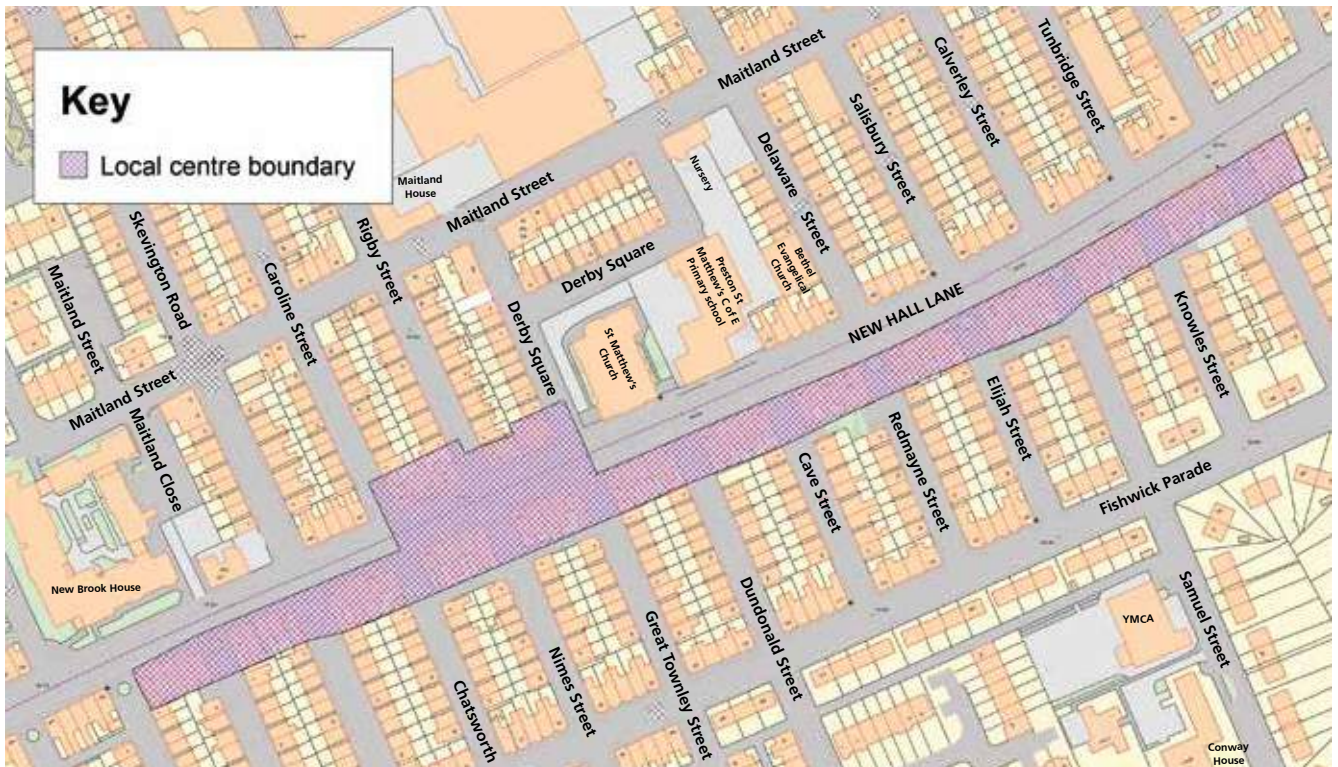 Key
Local centre boundary
Maitland Street
Tunbridge Street
Calverley Street
Salisbury Street
Delaware Street
Nursery
Maitland
House
Maitland Street
Derby Square
Preston St
Matthew's C of E
Primary school
Bethel
Evangelical
Church
Skevington Road
Rigby Street
Caroline Street
Maitland Street
Derby Square
St Matthew's
Church
NEW HALL LANE
Knowles Street
Maitland Street
Maitland Close
Elijah Street
Redmayne Street
Cave Street
Fishwick Parade
New Brook House
Dundonald Street
Samuel Street
YMCA
Great Townley Street
Nimes Street
Chatsworth
Conway
House